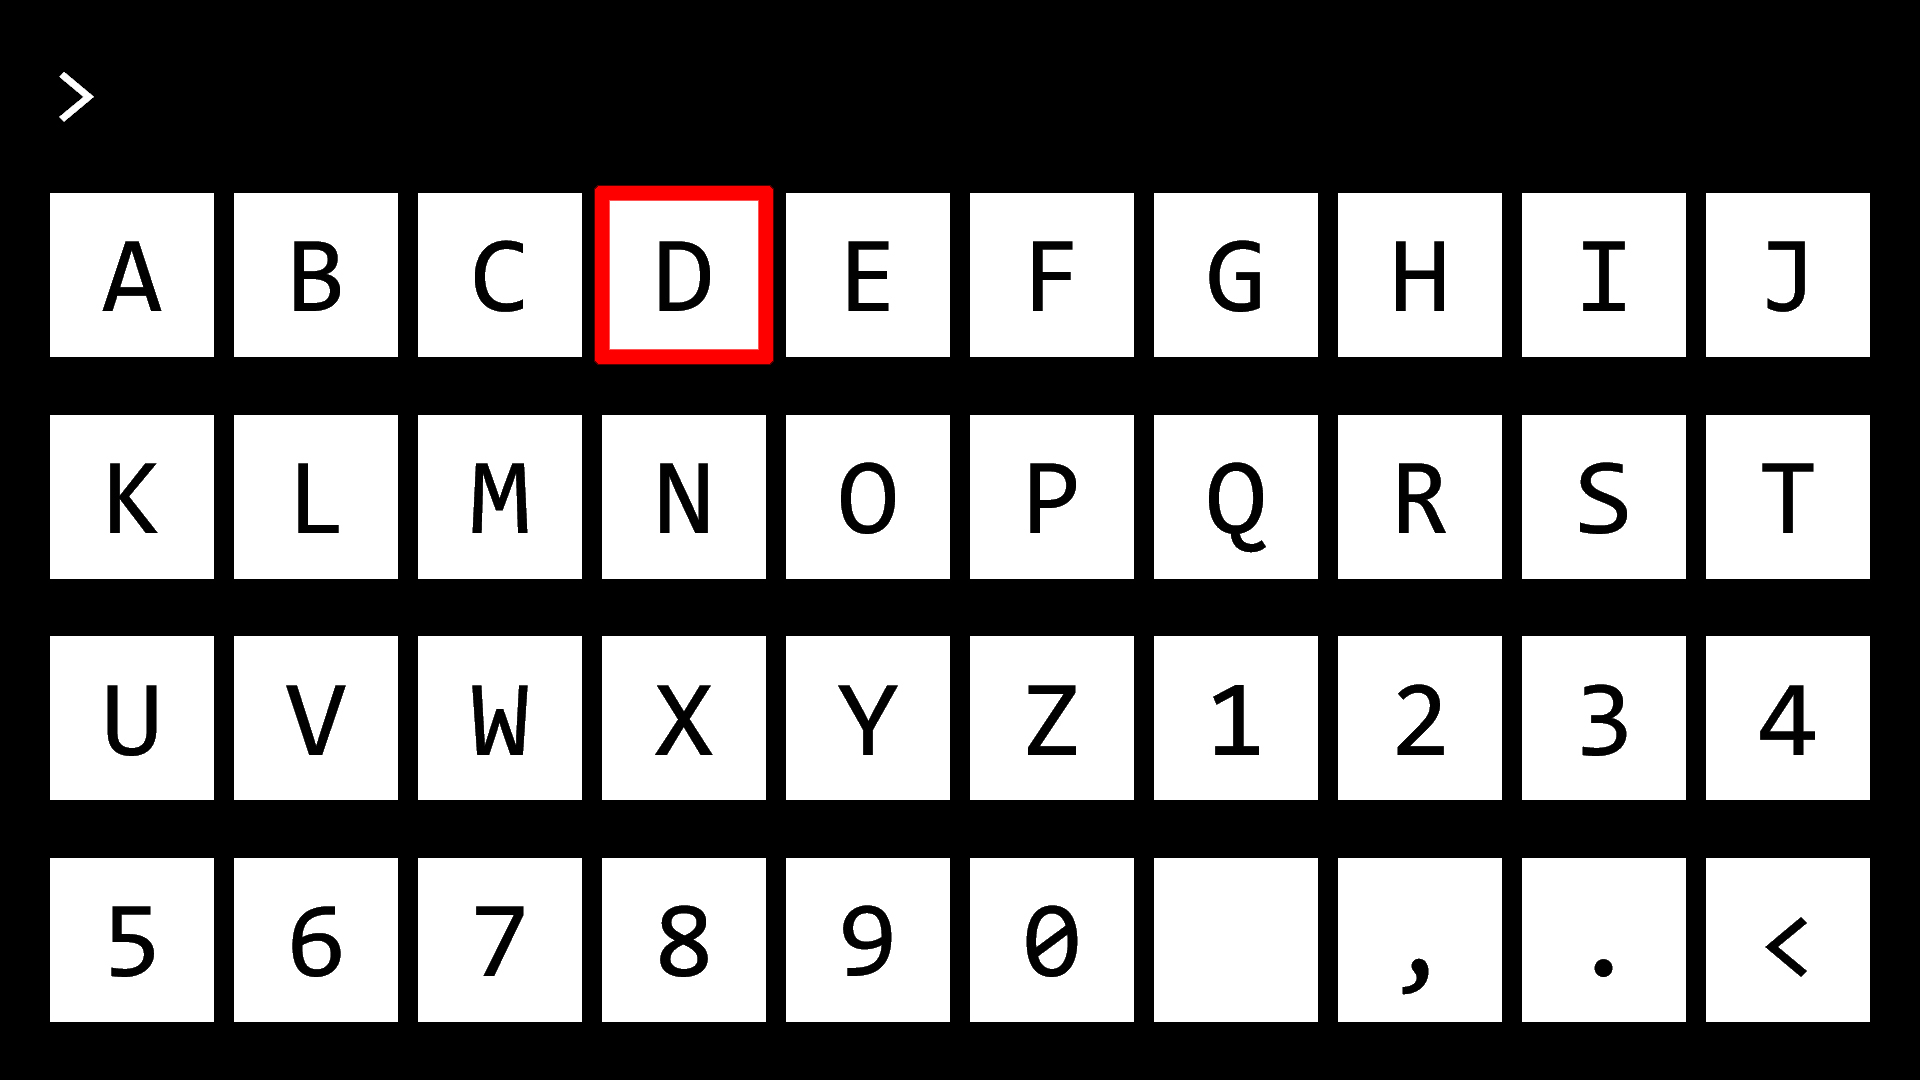 >
A B C D E F G H I J
K L M N O P Q R S T
U V W X Y Z 1 2 3 4
5 6 7 8 9 0 , . <